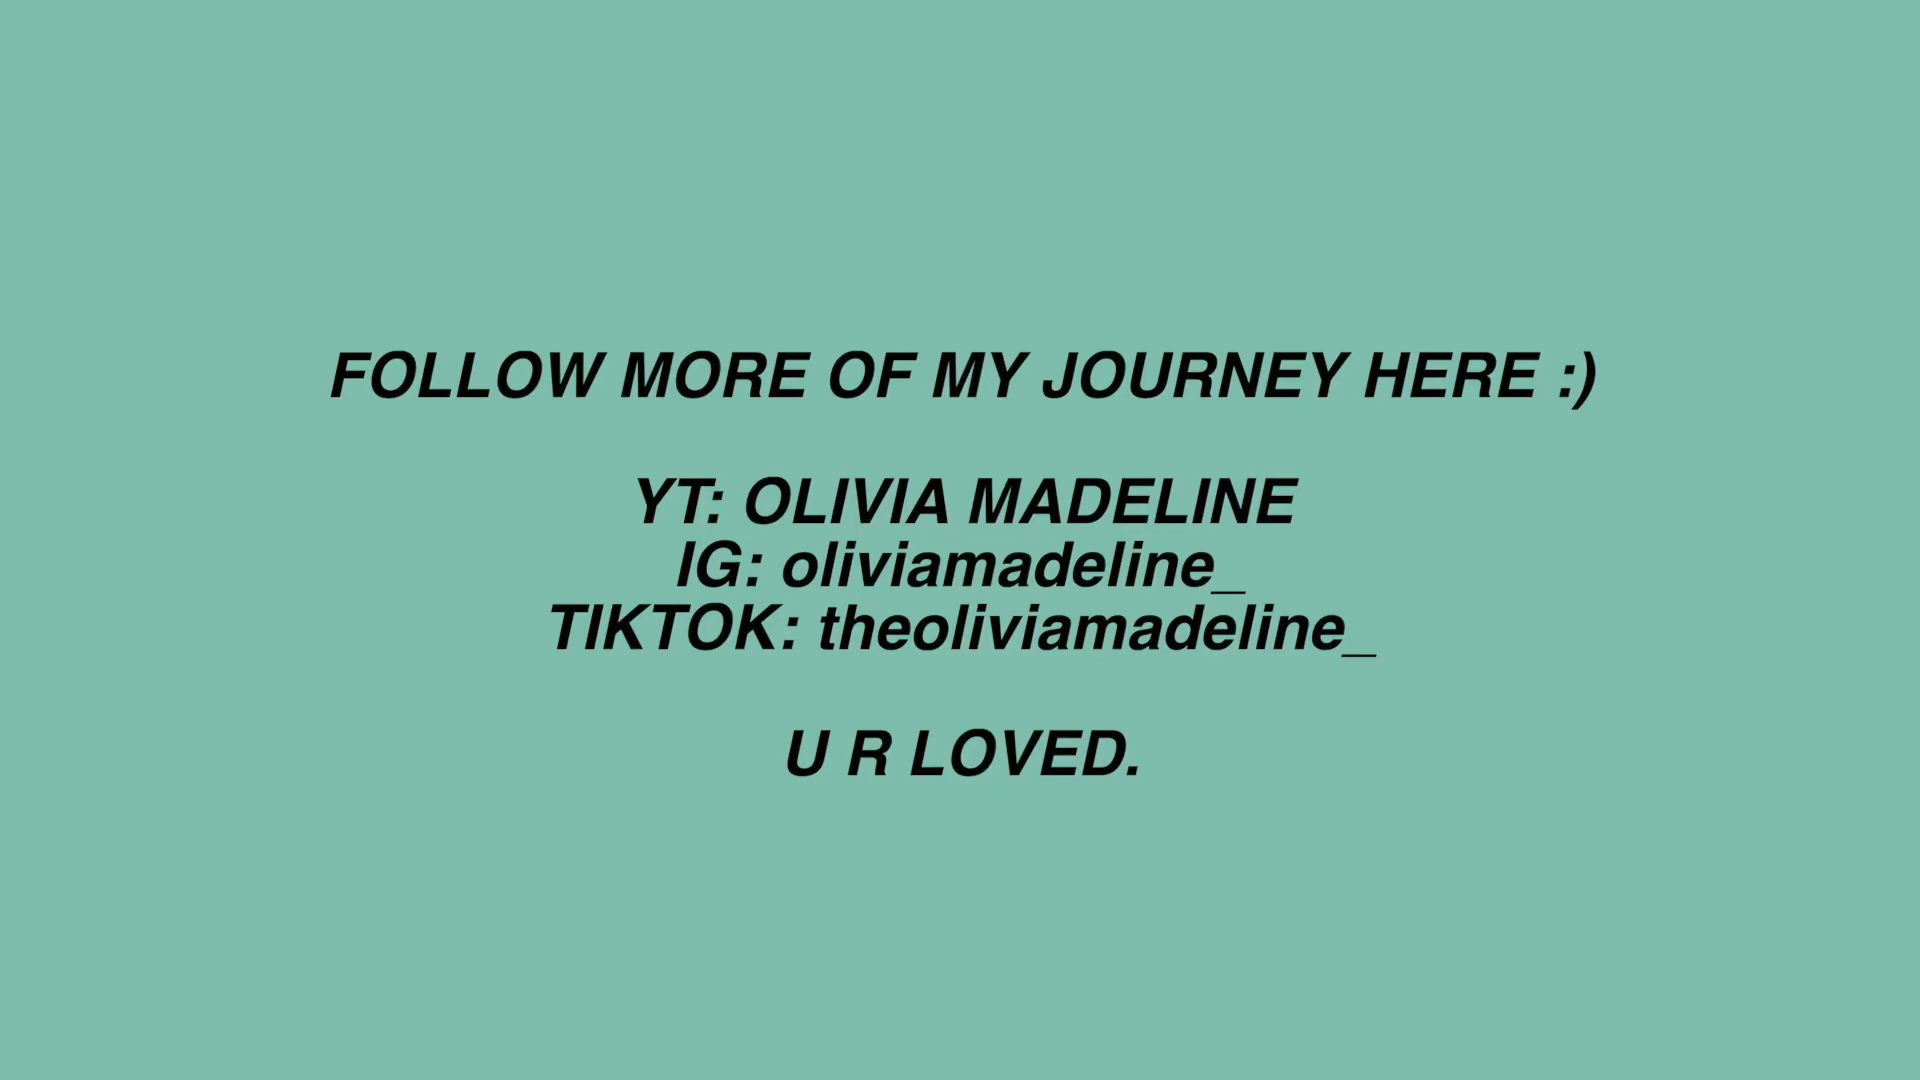 FOLLOW MORE OF MY JOURNEY HERE :)
YT: OLIVIA MADELINE
IG: oliviamadeline_
TIKTOK: theoliviamadeline_
U R LOVED.